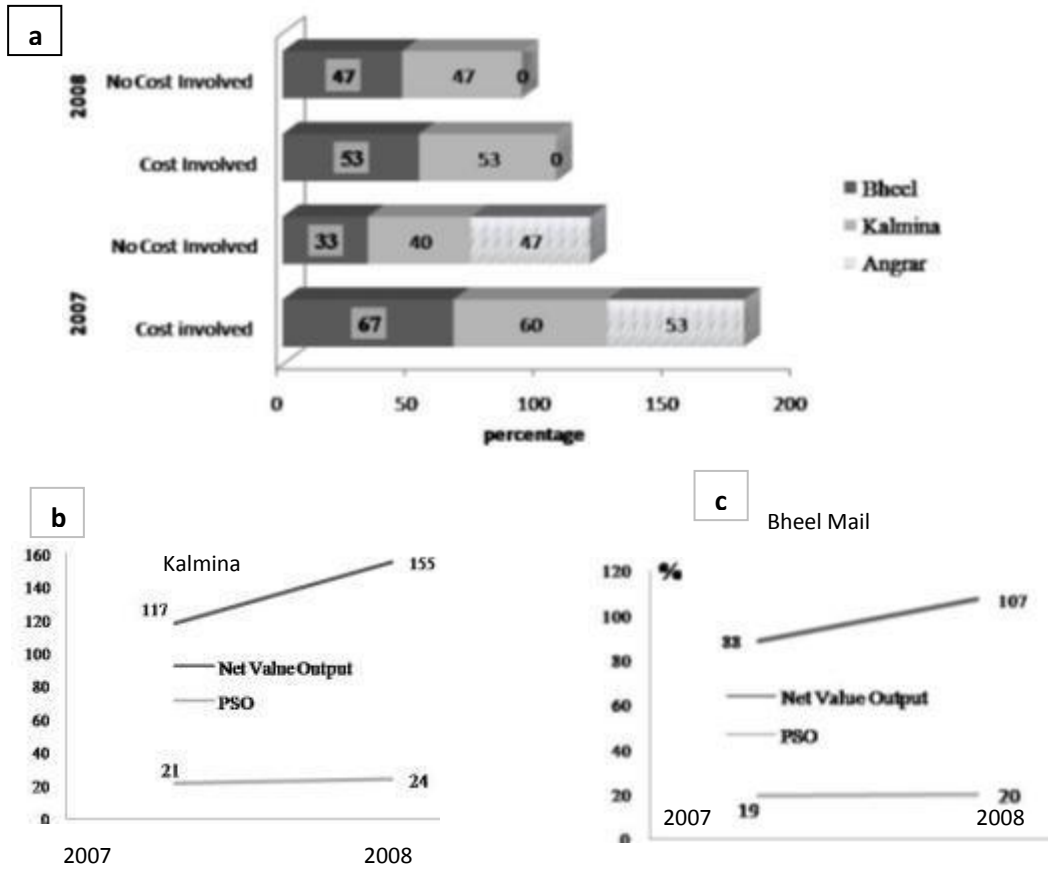 a
2008
No Cost Involved
47 47 0
Cost Involved
53 53 0
No Cost Involved
33 40 47
2007
Cost involved
67 60 53
Bheel
Kalmina
Angrar
0 50 100 150 200
percentage
b
Kalmina
160
140
120
100
80
60
40
20
0
117
155
Net Value Output
PSO
21
24
2007 2008
c
Bheel Mail
%
120
100
80
60
40
20
0
88
107
Net Value Output
PSO
19
20
2007 2008